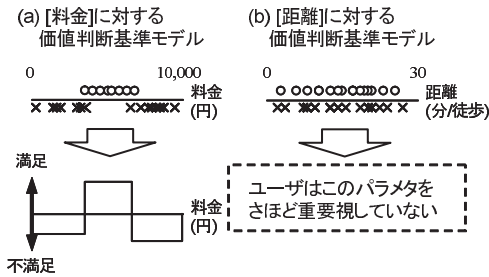 (a) [料金]に対する
価値判断基準モデル
0
10,000
料金
(円)
満足
不満足
料金
(円)
(b) [距離]に対する
価値判断基準モデル
0
30
距離
(分/徒歩)
ユーザはこのパラメタを
さほど重要視していない